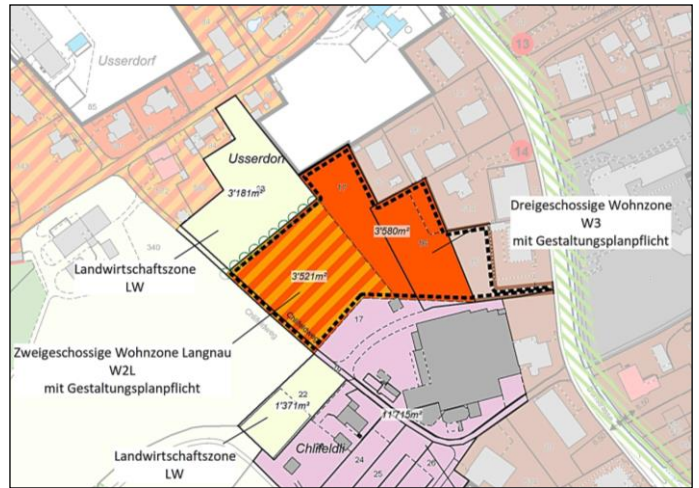 Usserdorf
13
85
14
Usserdorf
3'181m²
Dreigeschossige Wohnzone
W3
mit Gestaltungsplanpflicht
3'580m²
340
Landwirtschaftszone
LW
3'521m²
17
Zweigeschossige Wohnzone Langnau
W2L
mit Gestaltungsplanpflicht
22
1'371m²
11'715m²
Chlifeldli
Landwirtschaftszone
LW
24
25
26